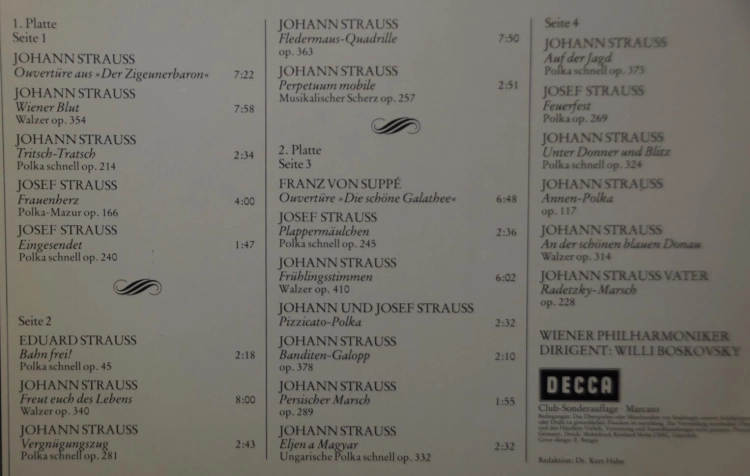 1. Platte
Seite 1
JOHANN STRAUSS
Ouvertüre aus »Der Zigeunerbaron« 7:22
JOHANN STRAUSS
Wiener Blut 7:58
Walzer op. 354
JOHANN STRAUSS
Tritsch-Tratsch 2:34
Polka schnell op. 214
JOSEF STRAUSS
Frauenherz 4:00
Polka-Mazur op. 166
JOSEF STRAUSS
Eingesendet 1:47
Polka schnell op. 240
Seite 2
EDUARD STRAUSS
Bahn frei! 2:18
Polka schnell op. 45
JOHANN STRAUSS
Freut euch des Lebens 8:00
Walzer op. 340
JOHANN STRAUSS
Vergnügungszug 2:43
Polka schnell op. 281
JOHANN STRAUSS
Fledermaus-Quadrille 7:50
op. 363
JOHANN STRAUSS
Perpetuum mobile 2:51
Musikalischer Scherz op. 257
2. Platte
Seite 3
FRANZ VON SUPPÉ
Ouvertüre »Die schöne Galathee« 6:48
JOSEF STRAUSS
Plappermäulchen 2:36
Polka schnell op. 245
JOHANN STRAUSS
Frühlingsstimmen 6:02
Walzer op. 410
JOHANN UND JOSEF STRAUSS
Pizzicato-Polka 2:32
JOHANN STRAUSS
Banditen-Galopp 2:10
op. 378
JOHANN STRAUSS
Persischer Marsch 1:55
op. 289
JOHANN STRAUSS
Eljen a Magyar 2:32
Ungarische Polka schnell op. 332
Seite 4
JOHANN STRAUSS
Auf der Jagd
Polka schnell op. 373
JOSEF STRAUSS
Feuerfest
Polka op. 269
JOHANN STRAUSS
Unter Donner und Blitz
Polka schnell op. 324
JOHANN STRAUSS
Annen-Polka
op. 117
JOHANN STRAUSS
An der schönen blauen Donau
Walzer op. 314
JOHANN STRAUSS VATER
Radetzky-Marsch
op. 228
WIENER PHILHARMONIKER
DIRIGENT: WILLI BOSKOVSKY
DECCA
Club-Sonderauflage · Marcato
Redaktion: Dr. Kurt Hahn